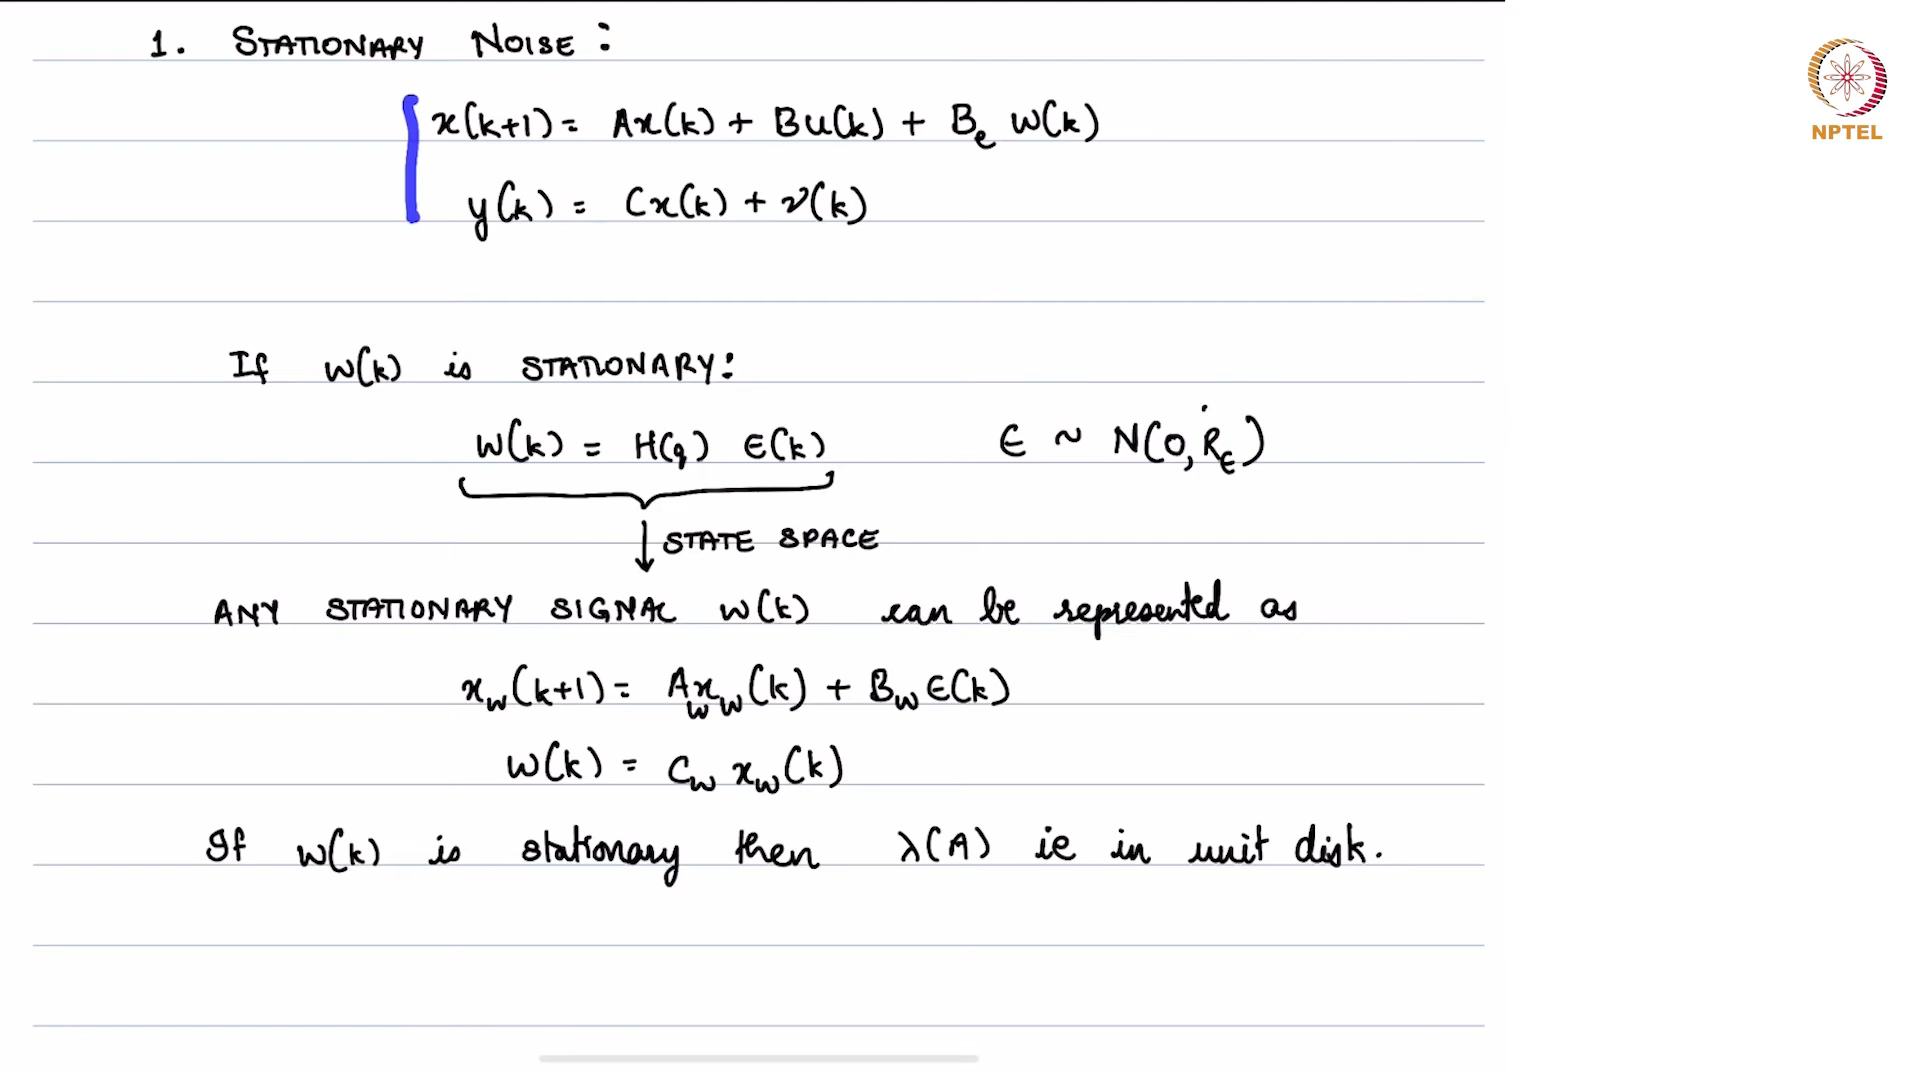 1. STATIONARY NOISE:
NPTEL
x(k+1) = Ax(k) + Bu(k) + B_e w(k)
y(k) = Cx(k) + ν(k)
If w(k) is STATIONARY:
w(k) = H(q) ε(k) ε ~ N(0, R_ε)
↓ STATE SPACE
ANY STATIONARY SIGNAL w(k) can be represented as
x_w(k+1) = A_w x_w(k) + B_w ε(k)
w(k) = C_w x_w(k)
If w(k) is stationary then λ(A) ie in unit disk.